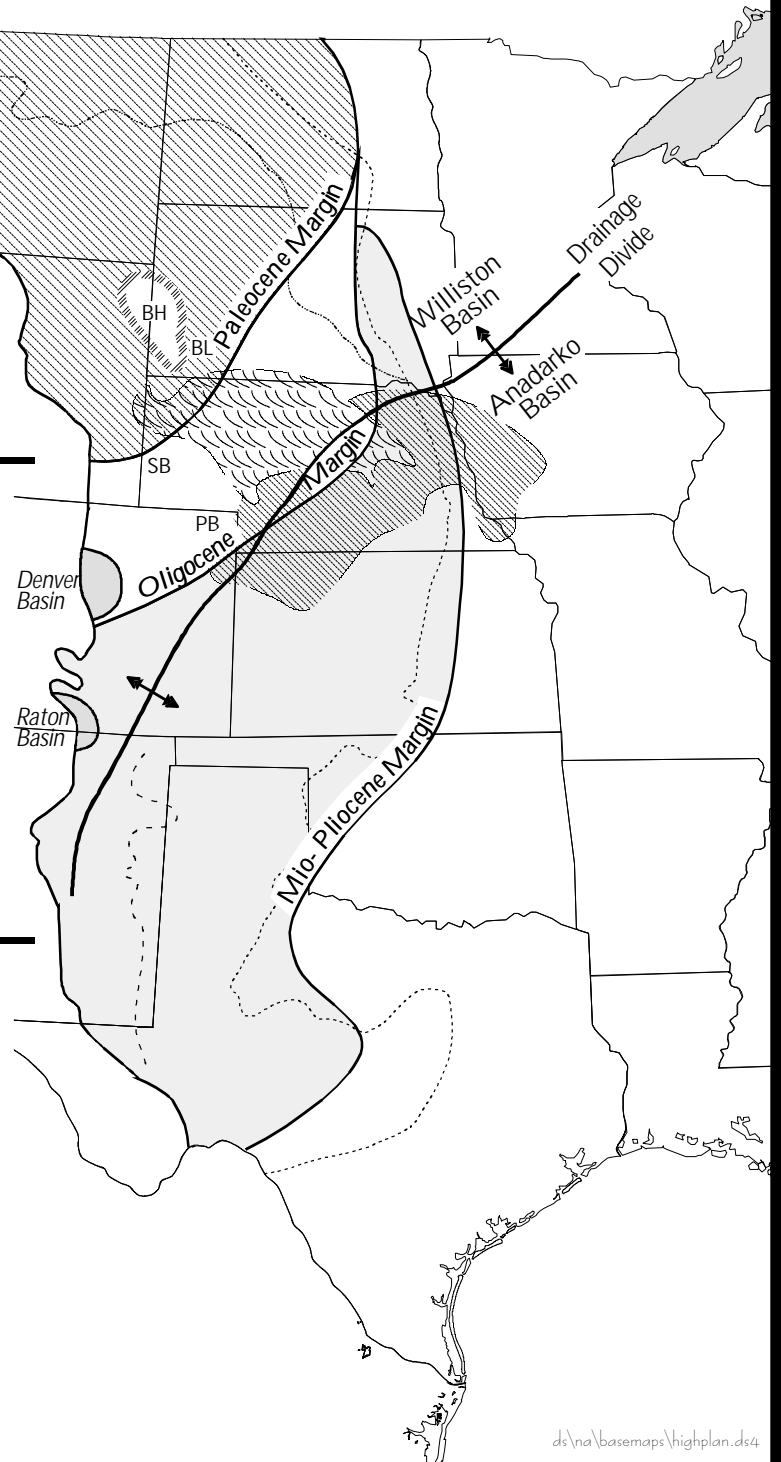 Paleocene Margin
Drainage
Divide
Williston
Basin
BH
BL
Anadarko
Basin
SB
Margin
PB
Oligocene
Denver
Basin
Raton
Basin
Mio- Pliocene Margin
ds\na\basemaps\highplan.ds4